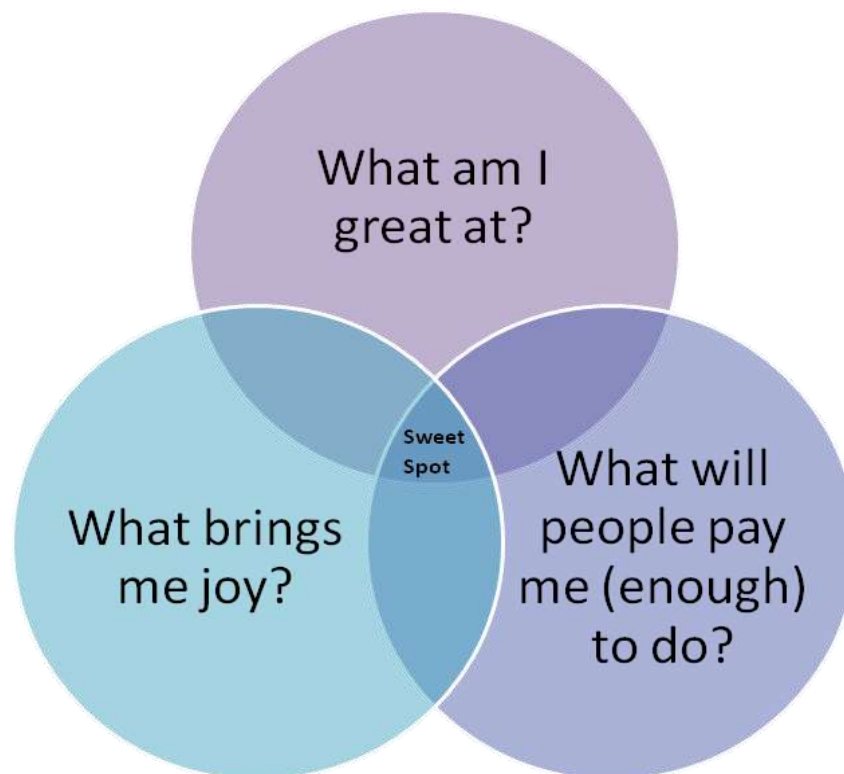 What am I
great at?
Sweet
Spot
What brings
me joy?
What will
people pay
me (enough)
to do?